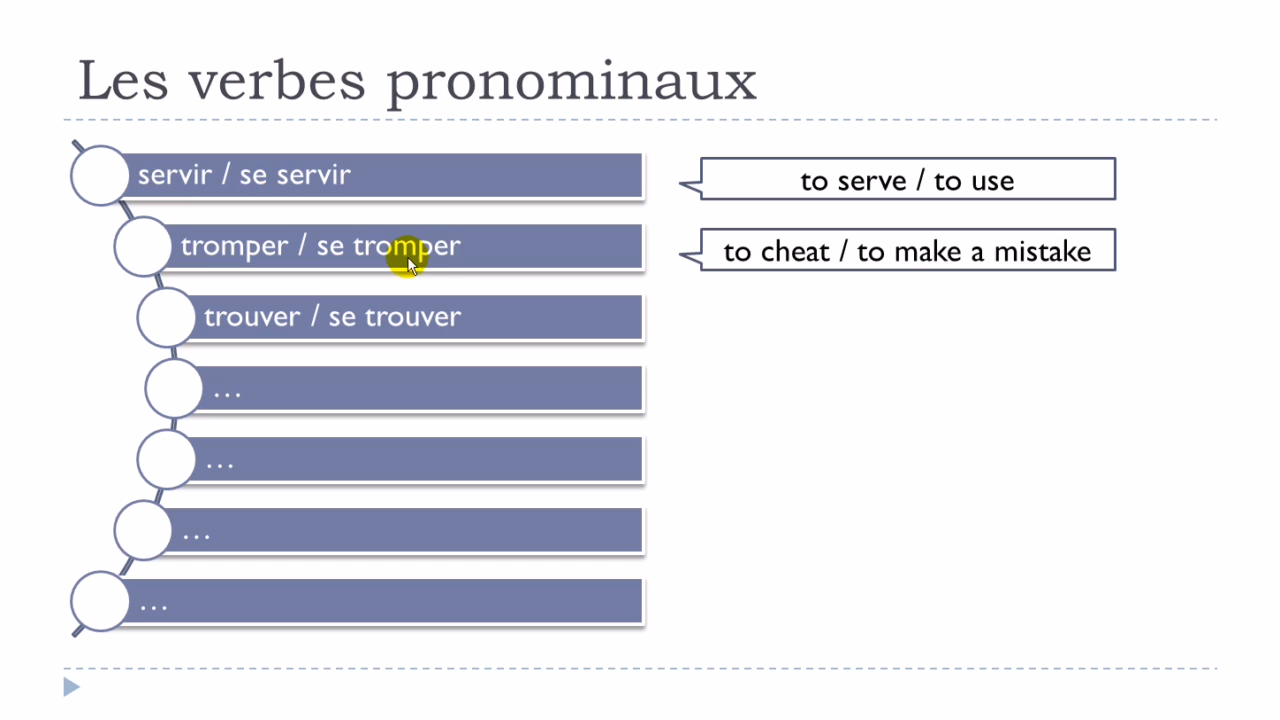 Les verbes pronominaux
servir / se servir
to serve / to use
tromper / se tromper
to cheat / to make a mistake
trouver / se trouver
…
…
…
…